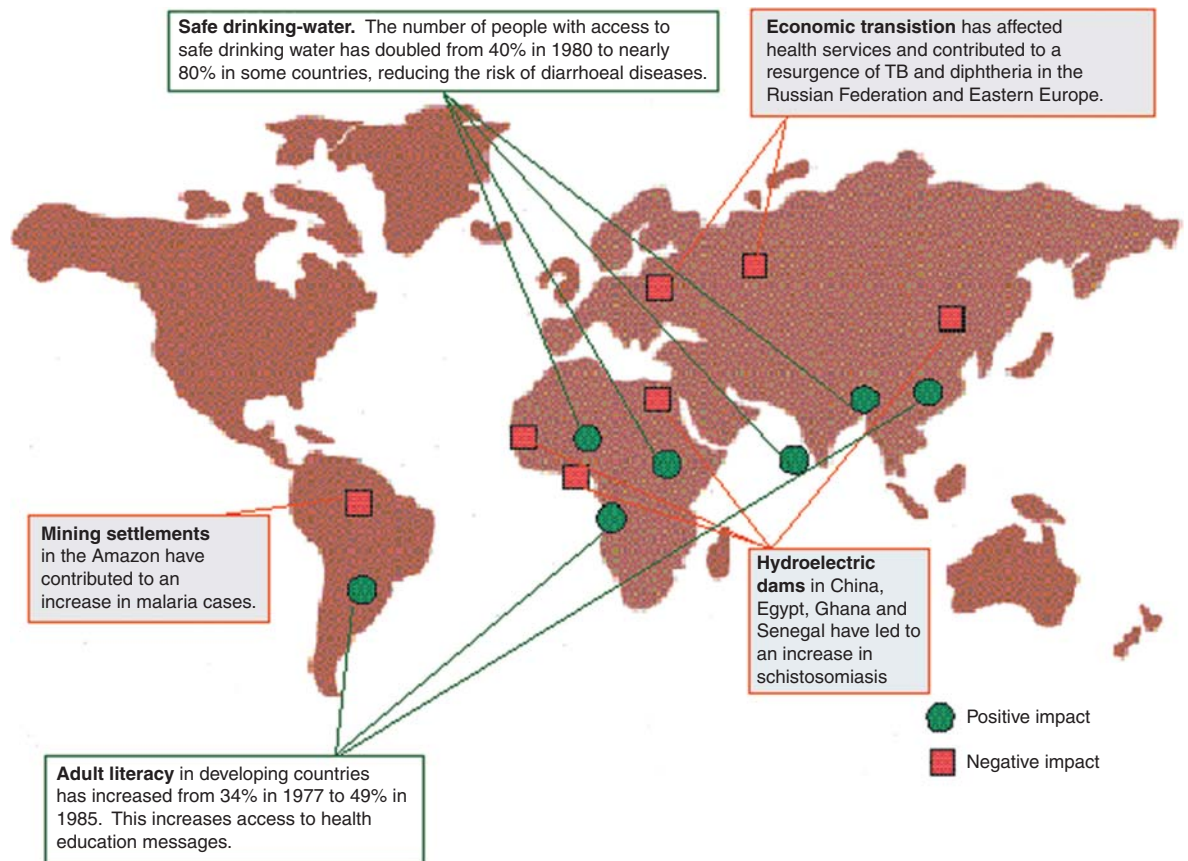 Safe drinking-water. The number of people with access to
safe drinking water has doubled from 40% in 1980 to nearly
80% in some countries, reducing the risk of diarrhoeal diseases.
Economic transistion has affected
health services and contributed to a
resurgence of TB and diphtheria in the
Russian Federation and Eastern Europe.
Mining settlements
in the Amazon have
contributed to an
increase in malaria cases.
Hydroelectric
dams in China,
Egypt, Ghana and
Senegal have led to
an increase in
schistosomiasis
Positive impact
Negative impact
Adult literacy in developing countries
has increased from 34% in 1977 to 49% in
1985. This increases access to health
education messages.